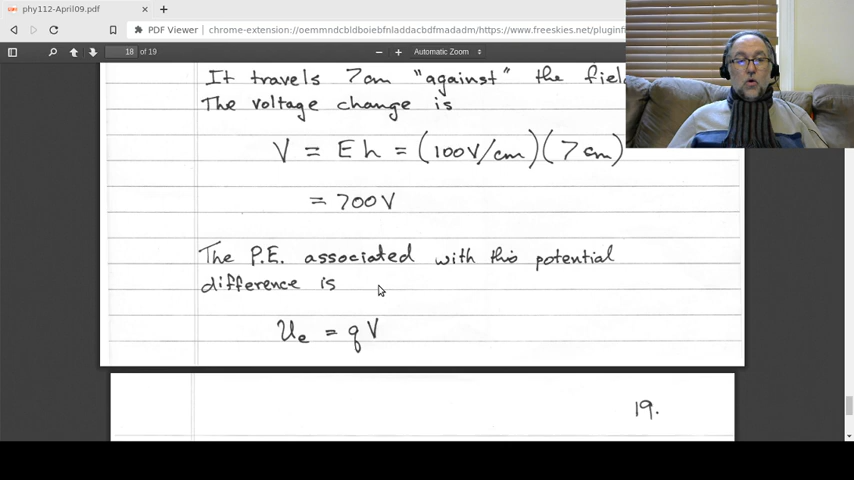 phy112-April09.pdf
PDF Viewer chrome-extension://oemmndcbldboiebfnladdacbdfmadadm/https://www.freeskies.net/pluginfi
18 of 19 Automatic Zoom
It travels 7cm "against" the fiel
The voltage change is
V = E h = (100V/cm)(7cm)
= 700V
The P.E. associated with this potential
difference is
Ue = qV
19.